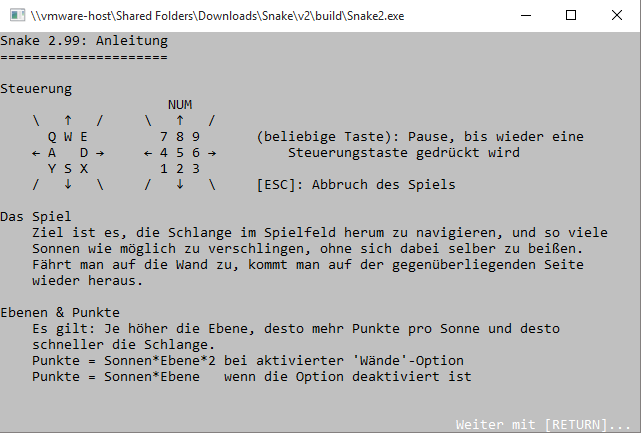 \\vmware-host\Shared Folders\Downloads\Snake\v2\build\Snake2.exe
Snake 2.99: Anleitung
=====================
Steuerung
NUM
\ ↑ / \ ↑ /
Q W E 7 8 9 (beliebige Taste): Pause, bis wieder eine
← A D → ← 4 5 6 → Steuerungstaste gedrückt wird
Y S X 1 2 3
/ ↓ \ / ↓ \ [ESC]: Abbruch des Spiels
Das Spiel
Ziel ist es, die Schlange im Spielfeld herum zu navigieren, und so viele
Sonnen wie möglich zu verschlingen, ohne sich dabei selber zu beißen.
Fährt man auf die Wand zu, kommt man auf der gegenüberliegenden Seite
wieder heraus.
Ebenen & Punkte
Es gilt: Je höher die Ebene, desto mehr Punkte pro Sonne und desto
schneller die Schlange.
Punkte = Sonnen*Ebene*2 bei aktivierter 'Wände'-Option
Punkte = Sonnen*Ebene wenn die Option deaktiviert ist
Weiter mit [RETURN]...